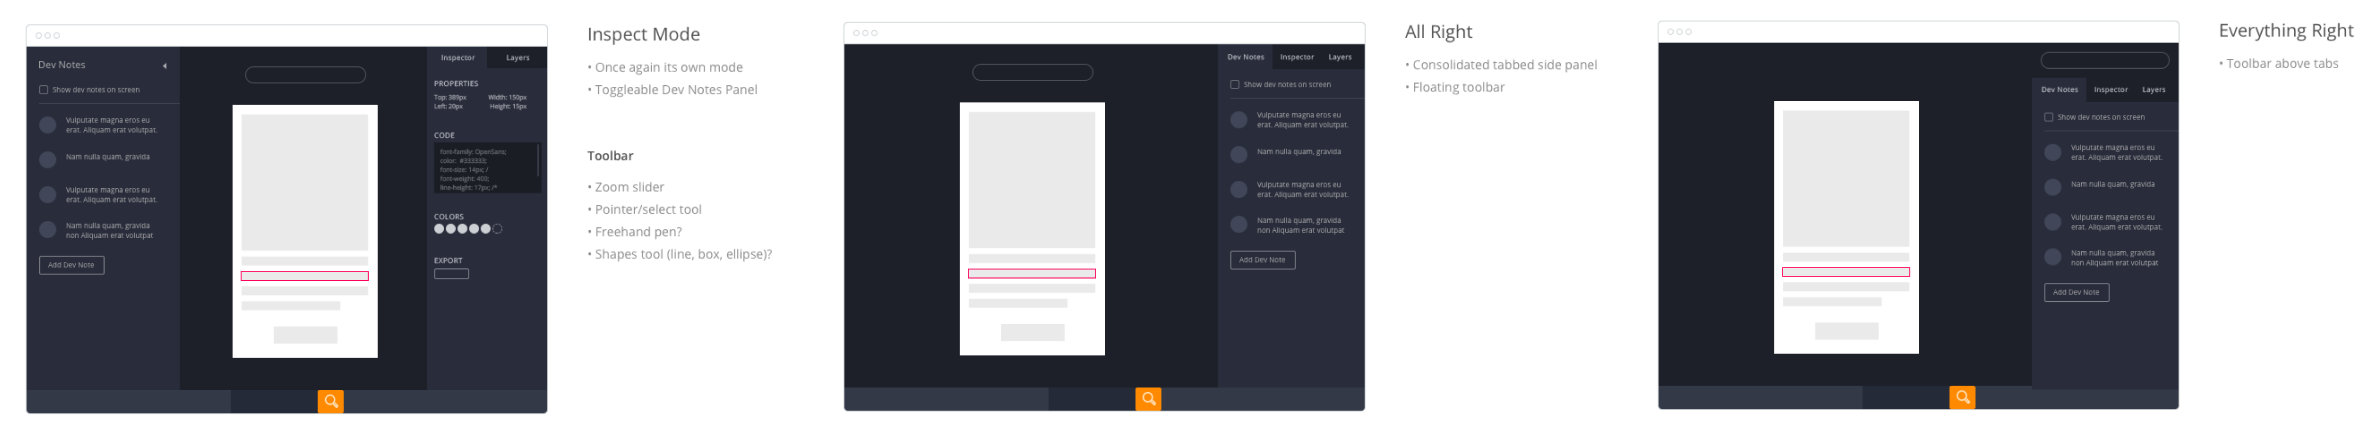 Dev Notes
Show dev notes on screen
Vulputate magna eros eu
erat. Aliquam erat volutpat.
Nam nulla quam, gravida
Vulputate magna eros eu
erat. Aliquam erat volutpat.
Nam nulla quam, gravida
non Aliquam erat volutpat
Add Dev Note
Inspector Layers
PROPERTIES
Top: 389px Width: 150px
Left: 20px Height: 15px
CODE
font-family: OpenSans;
color: #333333;
font-size: 14px; /
font-weight: 400;
line-height: 17px; /*
COLORS
EXPORT
Inspect Mode
• Once again its own mode
• Toggleable Dev Notes Panel
Toolbar
• Zoom slider
• Pointer/select tool
• Freehand pen?
• Shapes tool (line, box, ellipse)?
Dev Notes Inspector Layers
Show dev notes on screen
Vulputate magna eros eu
erat. Aliquam erat volutpat.
Nam nulla quam, gravida
Vulputate magna eros eu
erat. Aliquam erat volutpat.
Nam nulla quam, gravida
non Aliquam erat volutpat
Add Dev Note
All Right
• Consolidated tabbed side panel
• Floating toolbar
Dev Notes Inspector Layers
Show dev notes on screen
Vulputate magna eros eu
erat. Aliquam erat volutpat.
Nam nulla quam, gravida
Vulputate magna eros eu
erat. Aliquam erat volutpat.
Nam nulla quam, gravida
non Aliquam erat volutpat
Add Dev Note
Everything Right
• Toolbar above tabs